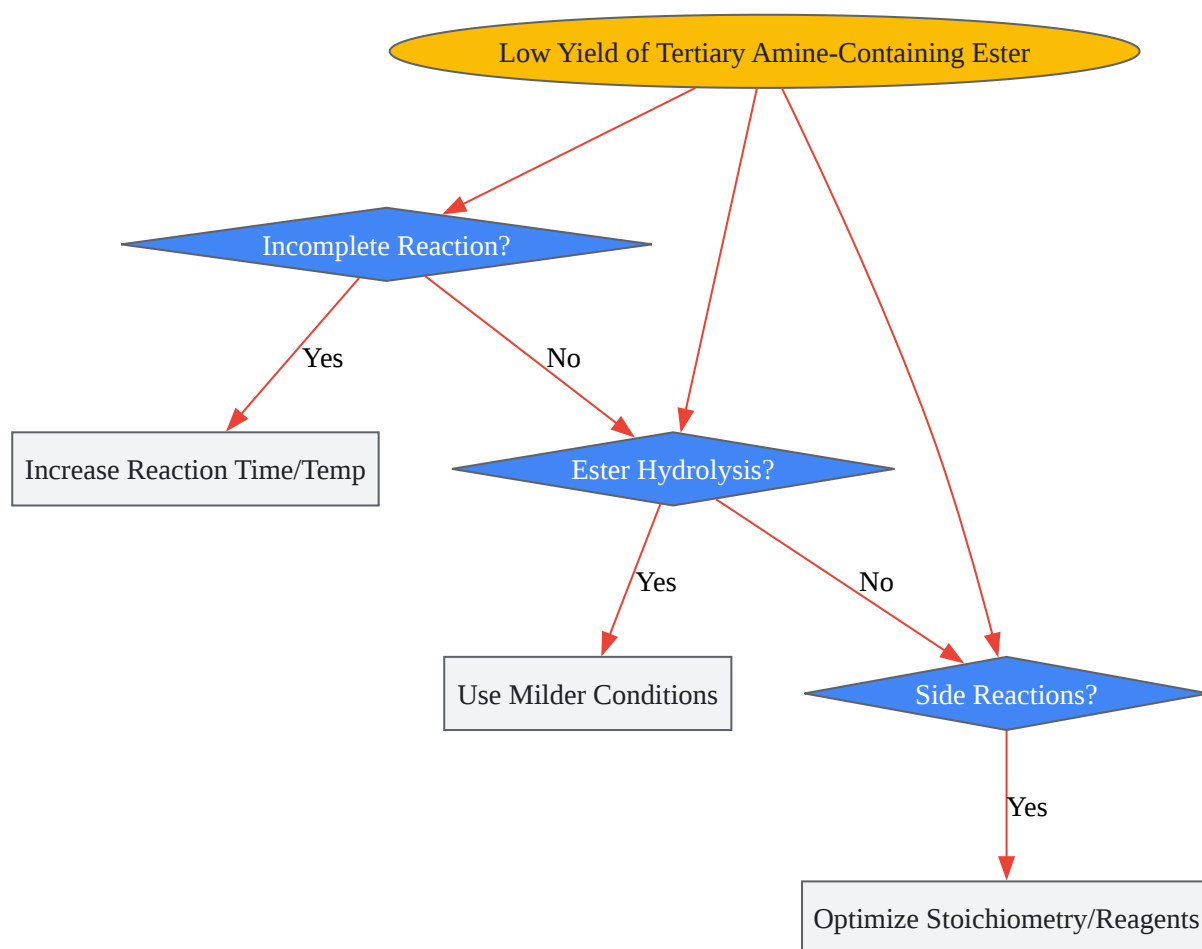 Low Yield of Tertiary Amine-Containing Ester
Incomplete Reaction?
Yes
No
Increase Reaction Time/Temp
Ester Hydrolysis?
Yes
No
Use Milder Conditions
Side Reactions?
Yes
Optimize Stoichiometry/Reagents